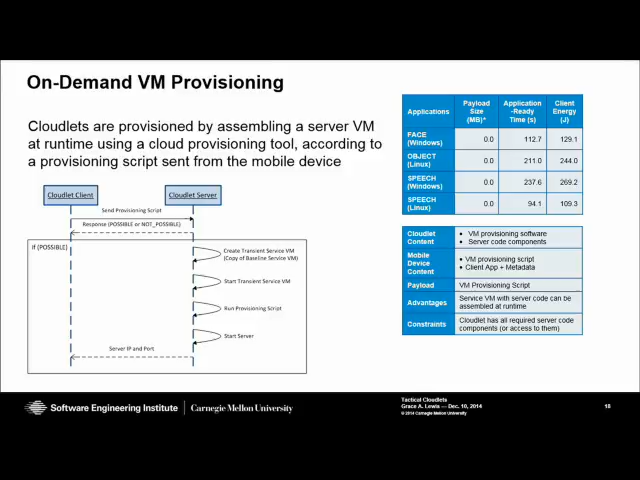 On-Demand VM Provisioning
Cloudlets are provisioned by assembling a server VM
at runtime using a cloud provisioning tool, according to
a provisioning script sent from the mobile device
Cloudlet Client
Cloudlet Server
Send Provisioning Script
Response (POSSIBLE or NOT_POSSIBLE)
If (POSSIBLE)
Create Transient Service VM
(Copy of Baseline Service VM)
Start Transient Service VM
Run Provisioning Script
Start Server
Server IP and Port
Applications
Payload Size (MB)*
Application-Ready Time (s)
Client Energy (J)
FACE (Windows) 0.0 112.7 129.1
OBJECT (Linux) 0.0 211.0 244.0
SPEECH (Windows) 0.0 237.6 269.2
SPEECH (Linux) 0.0 94.1 109.3
Cloudlet Content
• VM provisioning software
• Server code components
Mobile Device Content
• VM provisioning script
• Client App + Metadata
Payload
VM Provisioning Script
Advantages
Service VM with server code can be
assembled at runtime
Constraints
Cloudlet has all required server code
components (or access to them)
Software Engineering Institute
Carnegie Mellon University
Tactical Cloudlets
Grace A. Lewis — Dec. 10, 2014
© 2014 Carnegie Mellon University
18